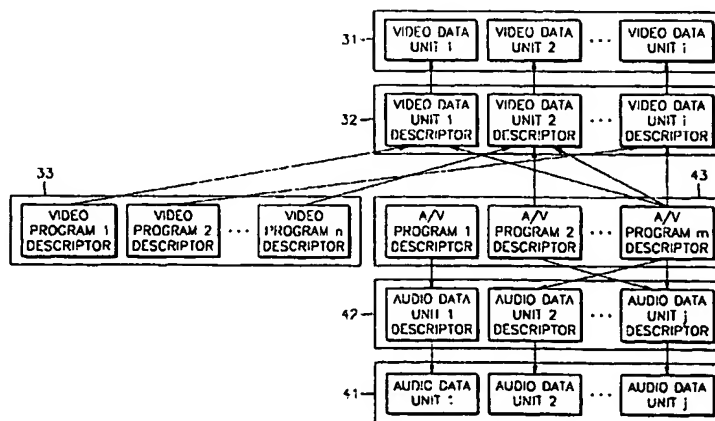 31
VIDEO DATA
UNIT 1
VIDEO DATA
UNIT 2
...
VIDEO DATA
UNIT i
32
VIDEO DATA
UNIT 1
DESCRIPTOR
VIDEO DATA
UNIT 2
DESCRIPTOR
...
VIDEO DATA
UNIT i
DESCRIPTOR
33
VIDEO
PROGRAM 1
DESCRIPTOR
VIDEO
PROGRAM 2
DESCRIPTOR
...
VIDEO
PROGRAM n
DESCRIPTOR
43
A/V
PROGRAM 1
DESCRIPTOR
A/V
PROGRAM 2
DESCRIPTOR
...
A/V
PROGRAM m
DESCRIPTOR
42
AUDIO DATA
UNIT 1
DESCRIPTOR
AUDIO DATA
UNIT 2
DESCRIPTOR
...
AUDIO DATA
UNIT j
DESCRIPTOR
41
AUDIO DATA
UNIT
AUDIO DATA
UNIT 2
...
AUDIO DATA
UNIT j